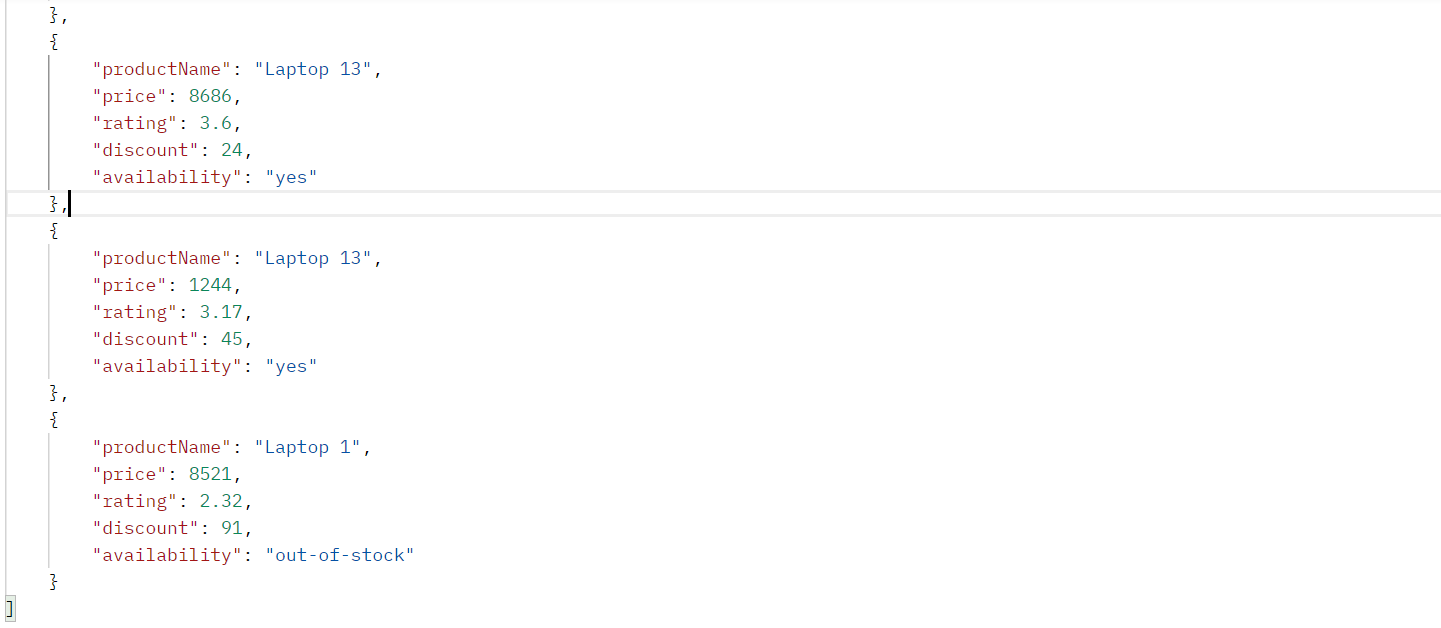 },
{
"productName": "Laptop 13",
"price": 8686,
"rating": 3.6,
"discount": 24,
"availability": "yes"
},
{
"productName": "Laptop 13",
"price": 1244,
"rating": 3.17,
"discount": 45,
"availability": "yes"
},
{
"productName": "Laptop 1",
"price": 8521,
"rating": 2.32,
"discount": 91,
"availability": "out-of-stock"
}
]